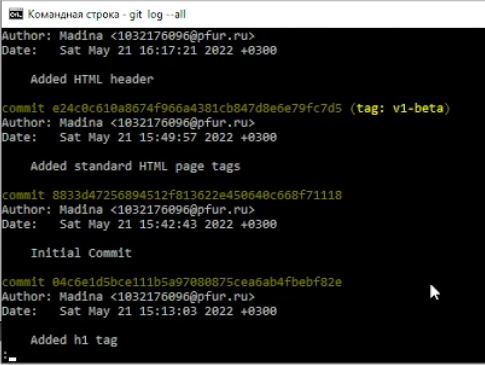 Командная строка - git log --all
Author: Madina <1032176096@pfur.ru>
Date:   Sat May 21 16:17:21 2022 +0300
    Added HTML header
commit e24c0c610a8674f966a4381cb847d8e6e79fc7d5 (tag: v1-beta)
Author: Madina <1032176096@pfur.ru>
Date:   Sat May 21 15:49:57 2022 +0300
    Added standard HTML page tags
commit 8833d47256894512f813622e450640c668f71118
Author: Madina <1032176096@pfur.ru>
Date:   Sat May 21 15:42:43 2022 +0300
    Initial Commit
commit 04c6e1d5bce111b5a97080875cea6ab4fbebf82e
Author: Madina <1032176096@pfur.ru>
Date:   Sat May 21 15:13:03 2022 +0300
    Added h1 tag
: